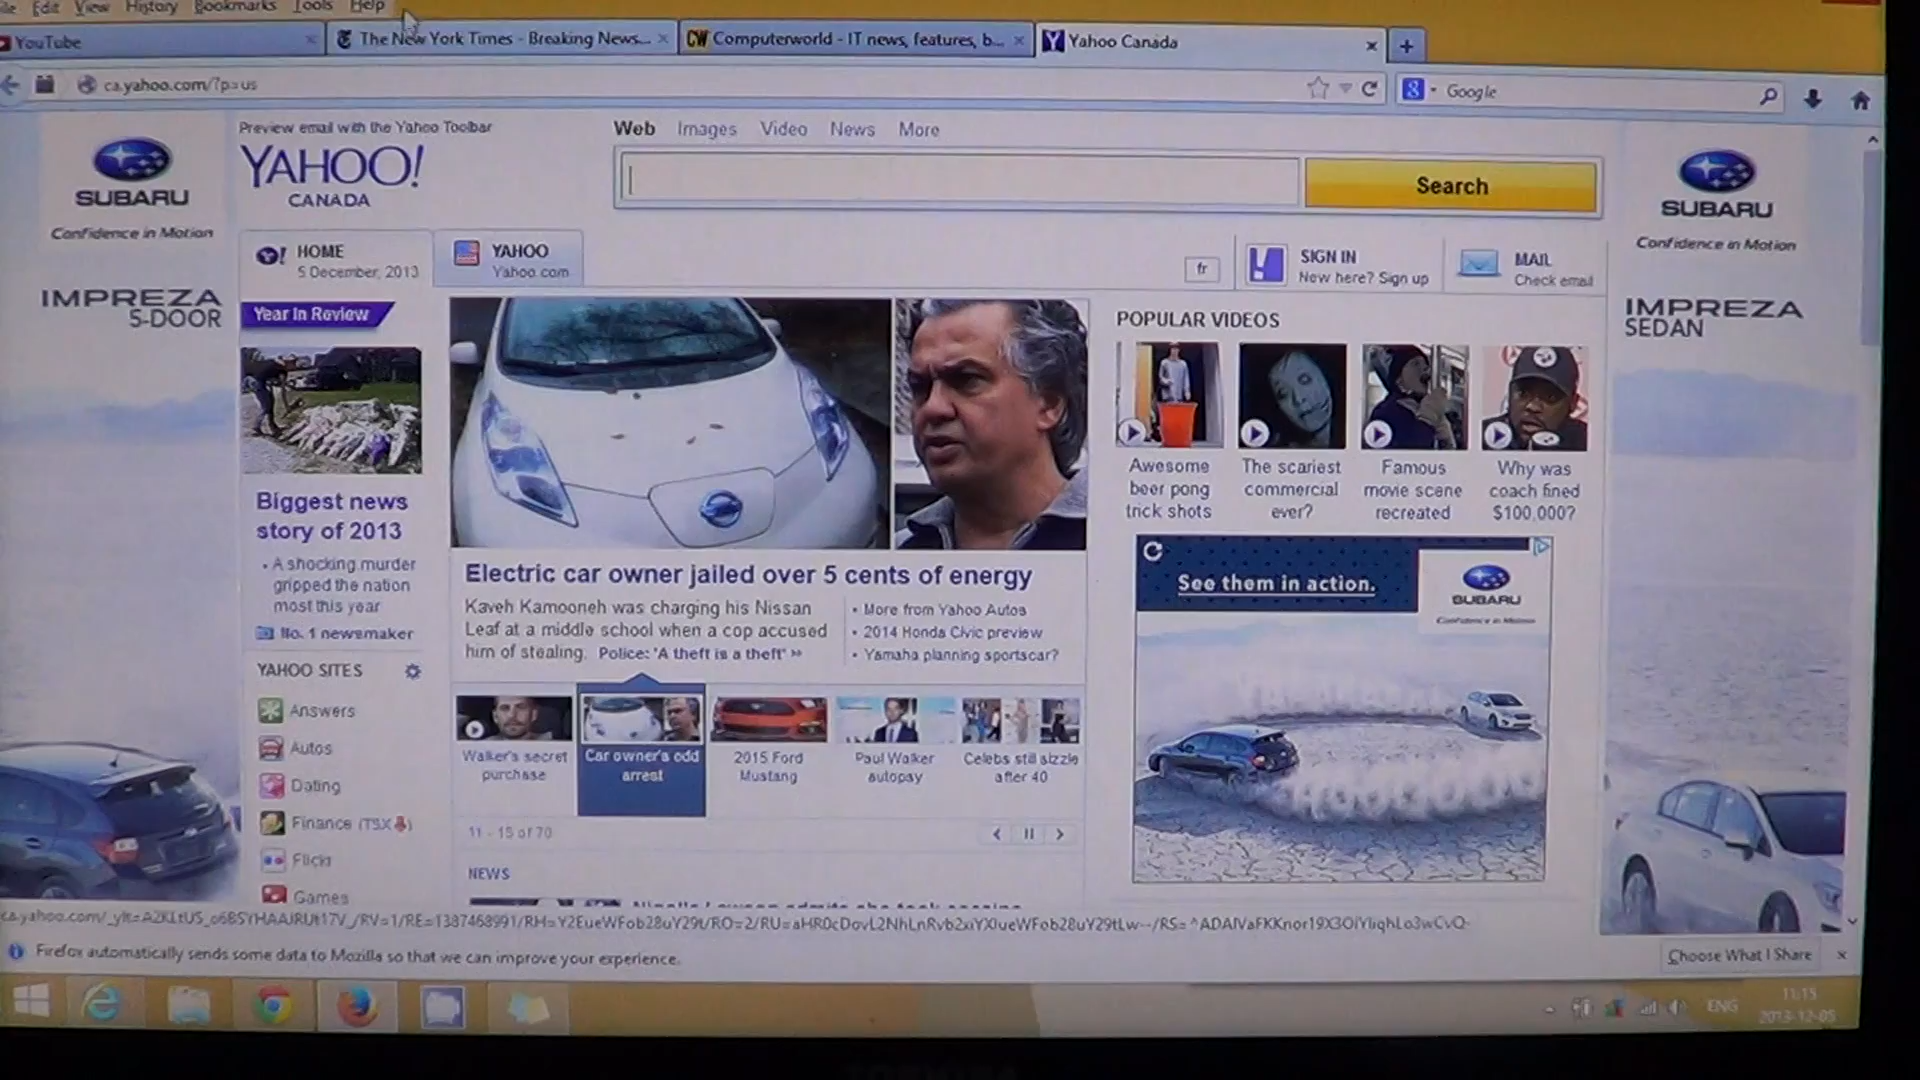 Edit View History Bookmarks Tools Help
YouTube
The New York Times - Breaking News...
CW Computerworld - IT news, features, b...
Yahoo Canada
ca.yahoo.com/?p=us
Google
Preview email with the Yahoo Toolbar
YAHOO!
CANADA
Web Images Video News More
Search
SUBARU
Confidence in Motion
IMPREZA
5-DOOR
SUBARU
Confidence in Motion
IMPREZA
SEDAN
HOME
5 December, 2013
YAHOO
Yahoo.com
fr
SIGN IN
New here? Sign up
MAIL
Check email
Year In Review
Biggest news
story of 2013
• A shocking murder
gripped the nation
most this year
No. 1 newsmaker
YAHOO SITES
Answers
Autos
Dating
Finance (TSX)
Flickr
Games
Electric car owner jailed over 5 cents of energy
Kaveh Kamooneh was charging his Nissan
Leaf at a middle school when a cop accused
him of stealing. Police: 'A theft is a theft' »
• More from Yahoo Autos
• 2014 Honda Civic preview
• Yamaha planning sportscar?
Walker's secret
purchase
Car owner's odd
arrest
2015 Ford
Mustang
Paul Walker
autopsy
Celebs still sizzle
after 40
11 - 15 of 70
NEWS
POPULAR VIDEOS
Awesome
beer pong
trick shots
The scariest
commercial
ever?
Famous
movie scene
recreated
Why was
coach fined
$100,000?
See them in action.
SUBARU
Confidence in Motion
Firefox automatically sends some data to Mozilla so that we can improve your experience.
Choose What I Share
ENG
11:15
2013-12-05